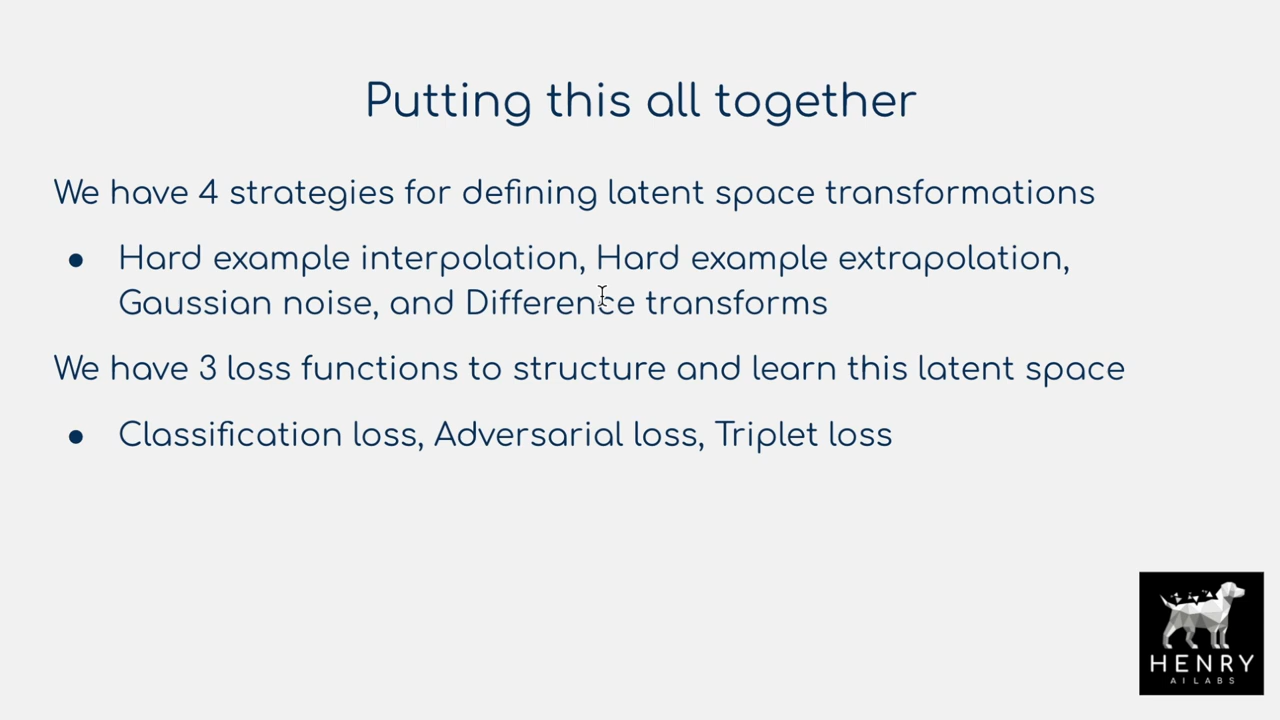 Putting this all together
We have 4 strategies for defining latent space transformations
● Hard example interpolation, Hard example extrapolation,
Gaussian noise, and Difference transforms
We have 3 loss functions to structure and learn this latent space
● Classification loss, Adversarial loss, Triplet loss
HENRY
AI LABS